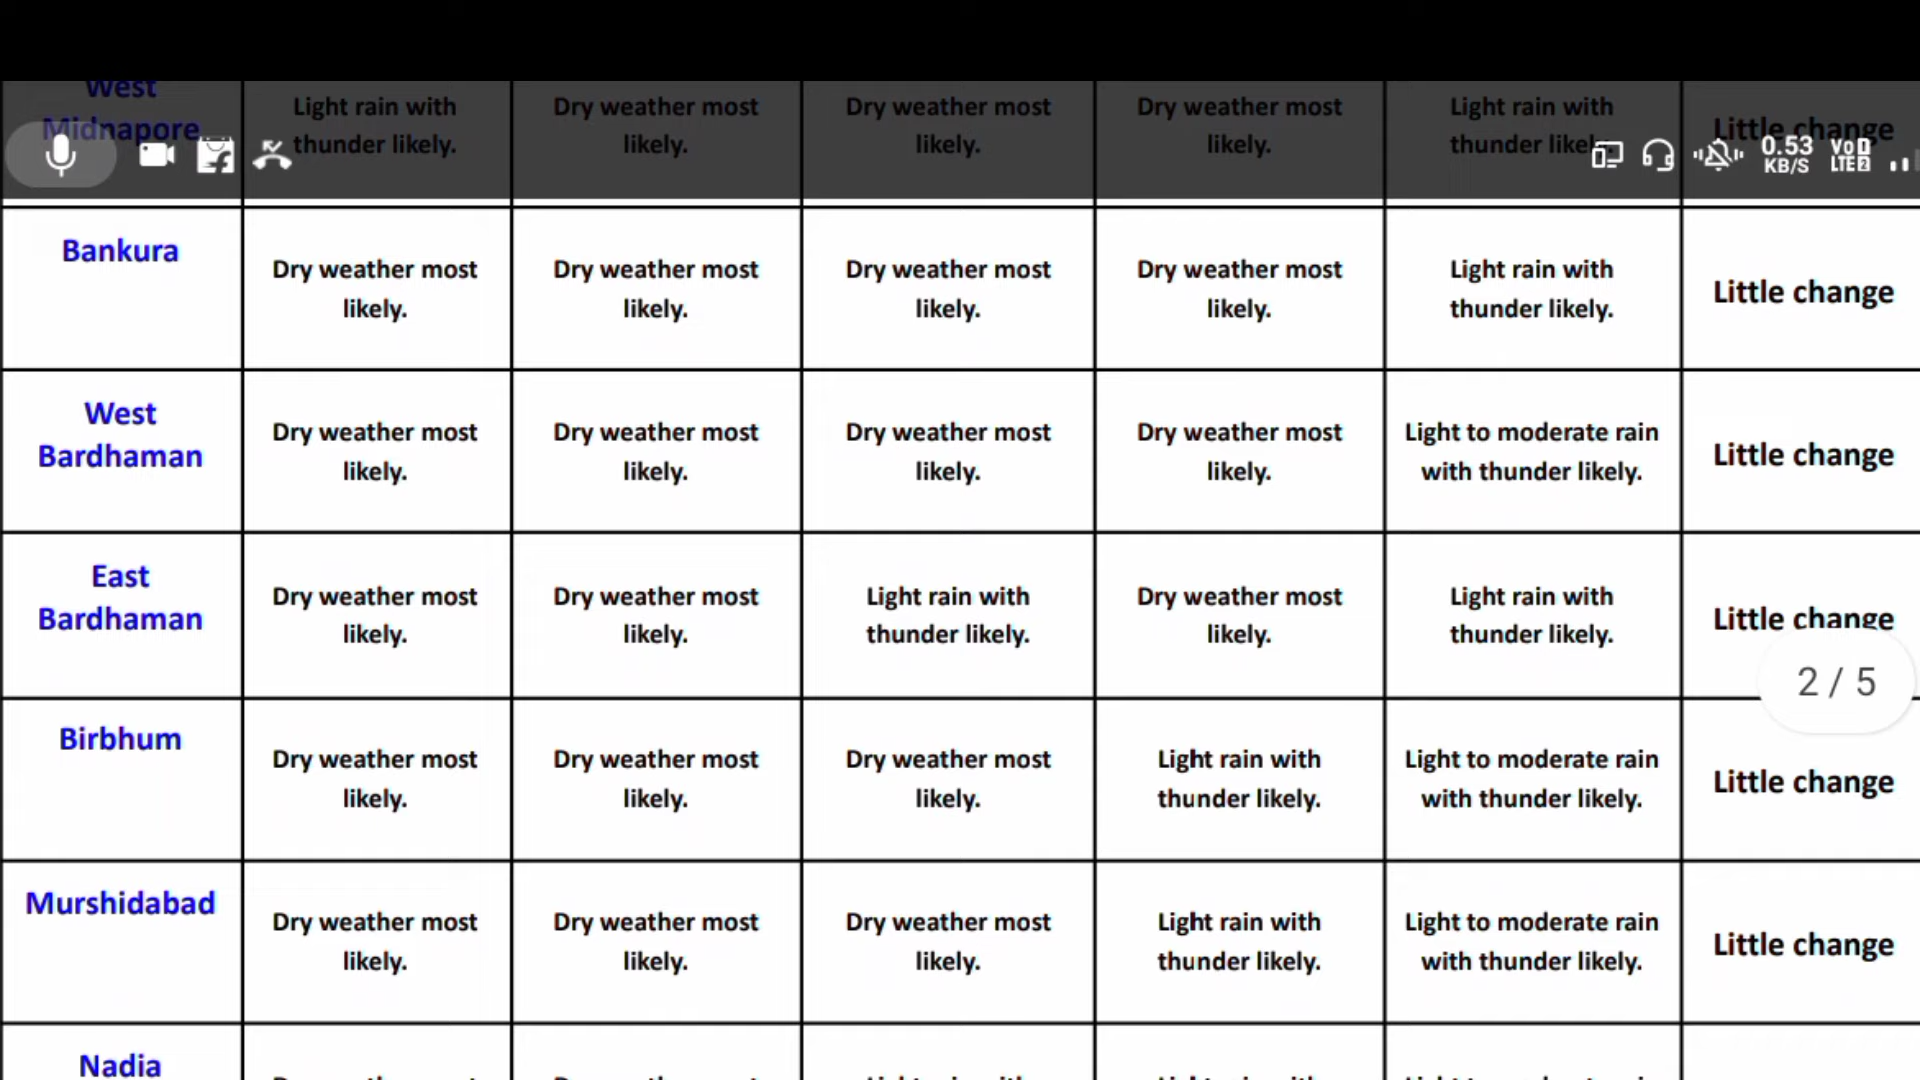 West
Midnapore
Light rain with
thunder likely.
Dry weather most
likely.
Dry weather most
likely.
Dry weather most
likely.
Light rain with
thunder likely.
Little change
0.53
KB/S
Vo D
LTE 2
Bankura
Dry weather most
likely.
Dry weather most
likely.
Dry weather most
likely.
Dry weather most
likely.
Light rain with
thunder likely.
Little change
West
Bardhaman
Dry weather most
likely.
Dry weather most
likely.
Dry weather most
likely.
Dry weather most
likely.
Light to moderate rain
with thunder likely.
Little change
East
Bardhaman
Dry weather most
likely.
Dry weather most
likely.
Light rain with
thunder likely.
Dry weather most
likely.
Light rain with
thunder likely.
Little change
2 / 5
Birbhum
Dry weather most
likely.
Dry weather most
likely.
Dry weather most
likely.
Light rain with
thunder likely.
Light to moderate rain
with thunder likely.
Little change
Murshidabad
Dry weather most
likely.
Dry weather most
likely.
Dry weather most
likely.
Light rain with
thunder likely.
Light to moderate rain
with thunder likely.
Little change
Nadia